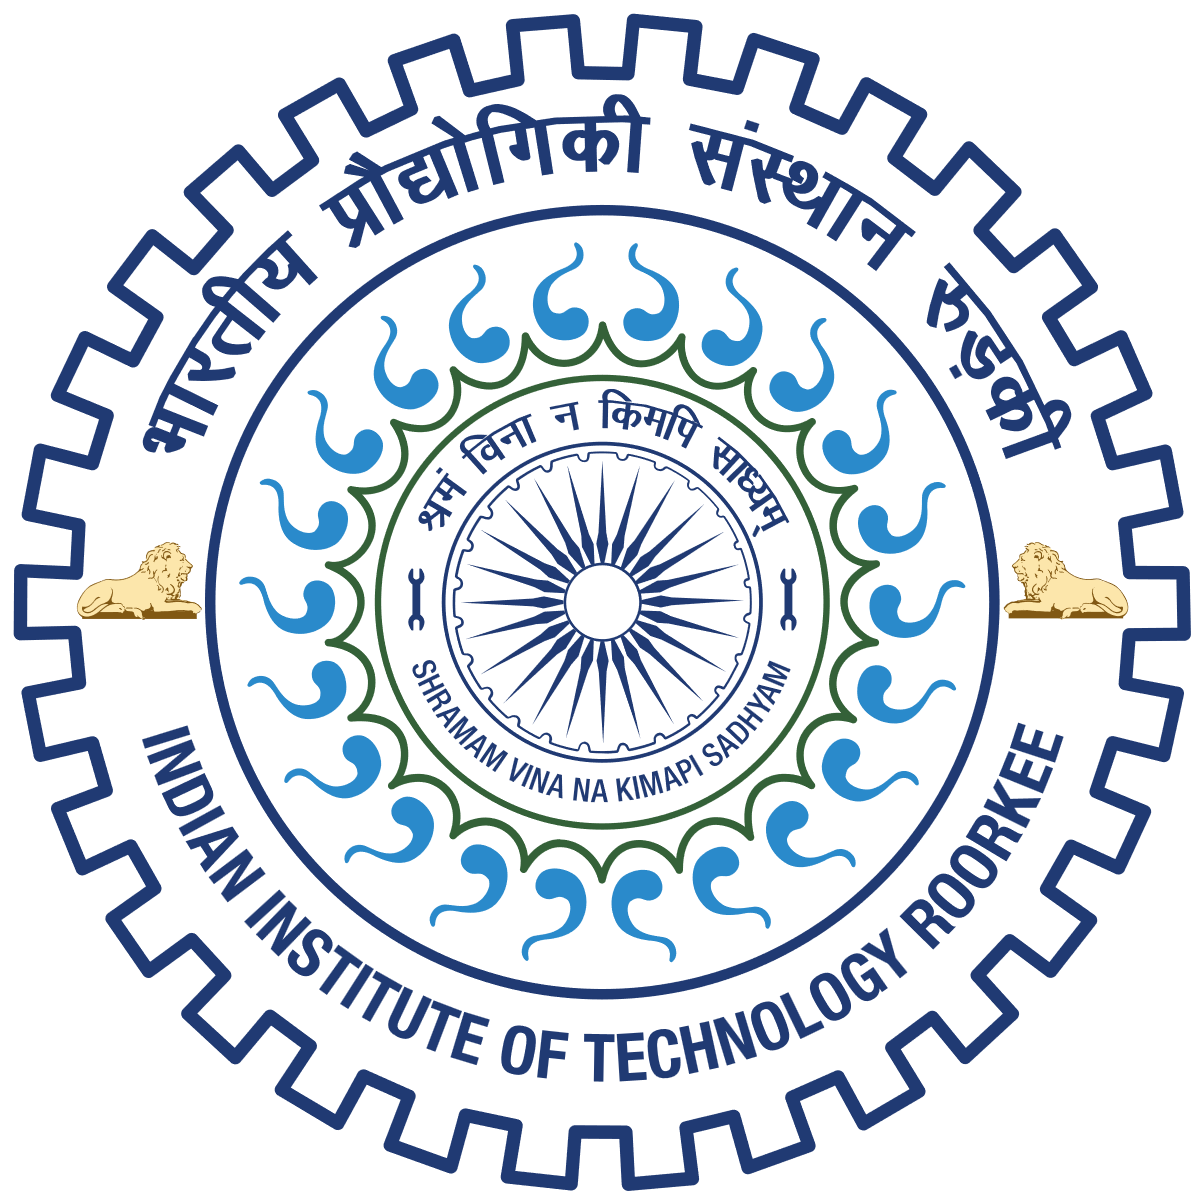 भारतीय प्रौद्योगिकी संस्थान रुड़की
श्रमं विना न किमपि साध्यम्
SHRAMAM VINA NA KIMAPI SADHYAM
INDIAN INSTITUTE OF TECHNOLOGY ROORKEE